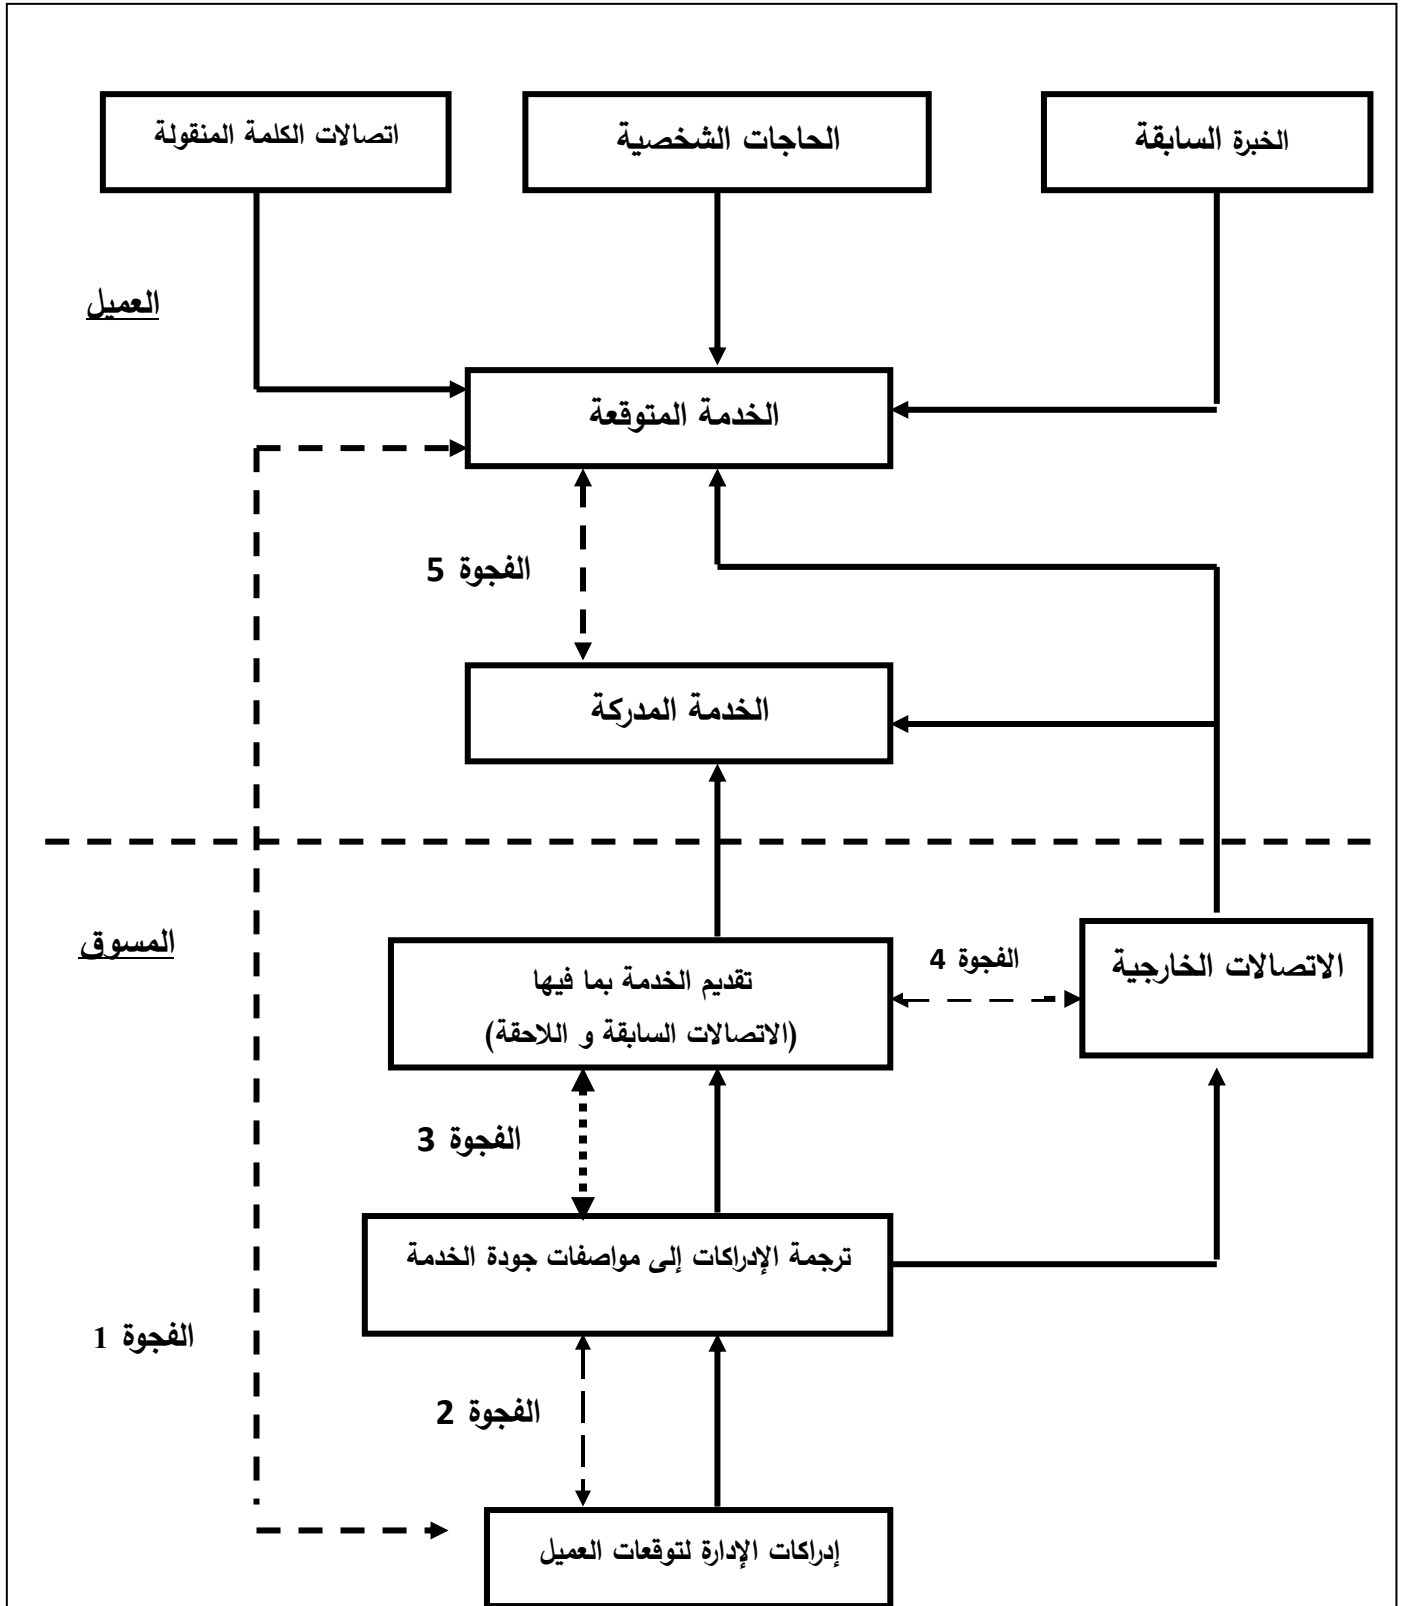 الخبرة السابقة
الحاجات الشخصية
اتصالات الكلمة المنقولة
العميل
الخدمة المتوقعة
الفجوة 5
الخدمة المدركة
المسوق
الاتصالات الخارجية
الفجوة 4
تقديم الخدمة بما فيها
(الاتصالات السابقة و اللاحقة)
الفجوة 3
ترجمة الإدراكات إلى مواصفات جودة الخدمة
الفجوة 1
الفجوة 2
إدراكات الإدارة لتوقعات العميل